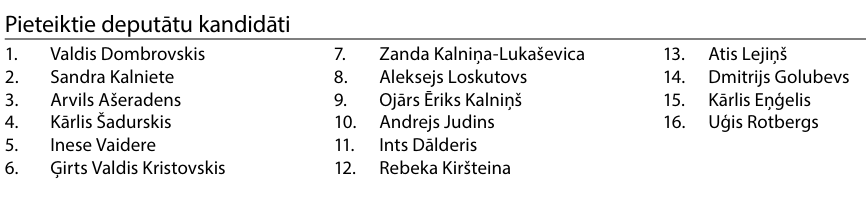 Pieteiktie deputātu kandidāti
1. Valdis Dombrovskis
2. Sandra Kalniete
3. Arvils Ašeradens
4. Kārlis Šadurskis
5. Inese Vaidere
6. Ģirts Valdis Kristovskis
7. Zanda Kalniņa-Lukaševica
8. Aleksejs Loskutovs
9. Ojārs Ēriks Kalniņš
10. Andrejs Judins
11. Ints Dālderis
12. Rebeka Kiršteina
13. Atis Lejiņš
14. Dmitrijs Golubevs
15. Kārlis Eņģelis
16. Uģis Rotbergs